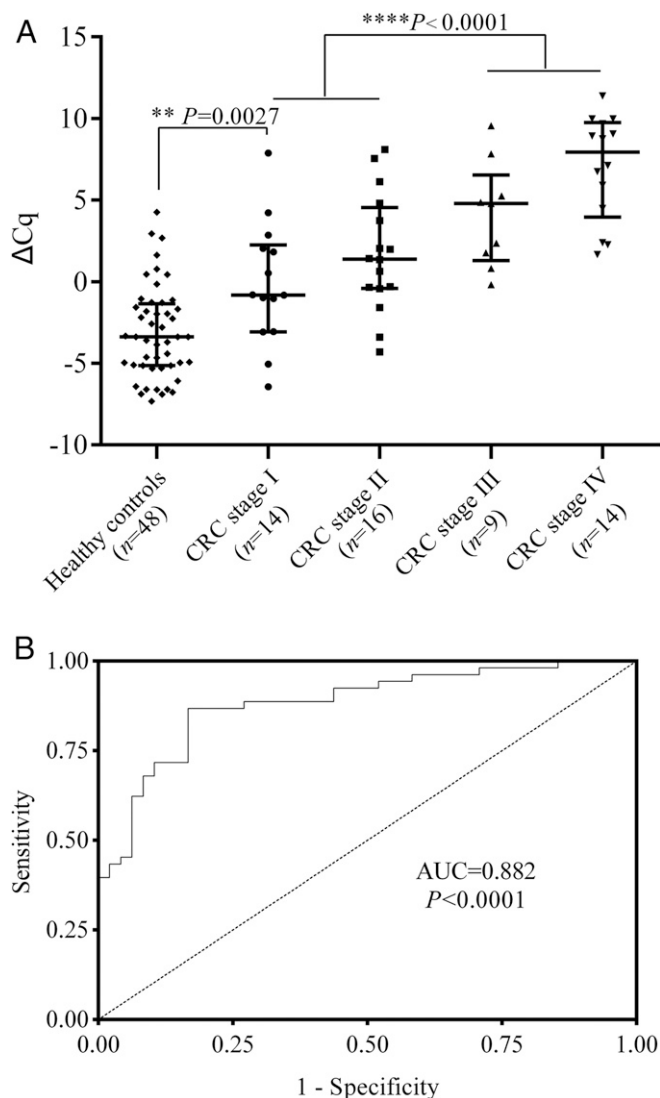 A
****P<0.0001
** P=0.0027
ΔCq
15
10
5
0
-5
-10
Healthy controls
(n=48)
CRC stage I
(n=14)
CRC stage II
(n=16)
CRC stage III
(n=9)
CRC stage IV
(n=14)
B
Sensitivity
1.00
0.75
0.50
0.25
0.00
AUC=0.882
P<0.0001
0.00 0.25 0.50 0.75 1.00
1 - Specificity